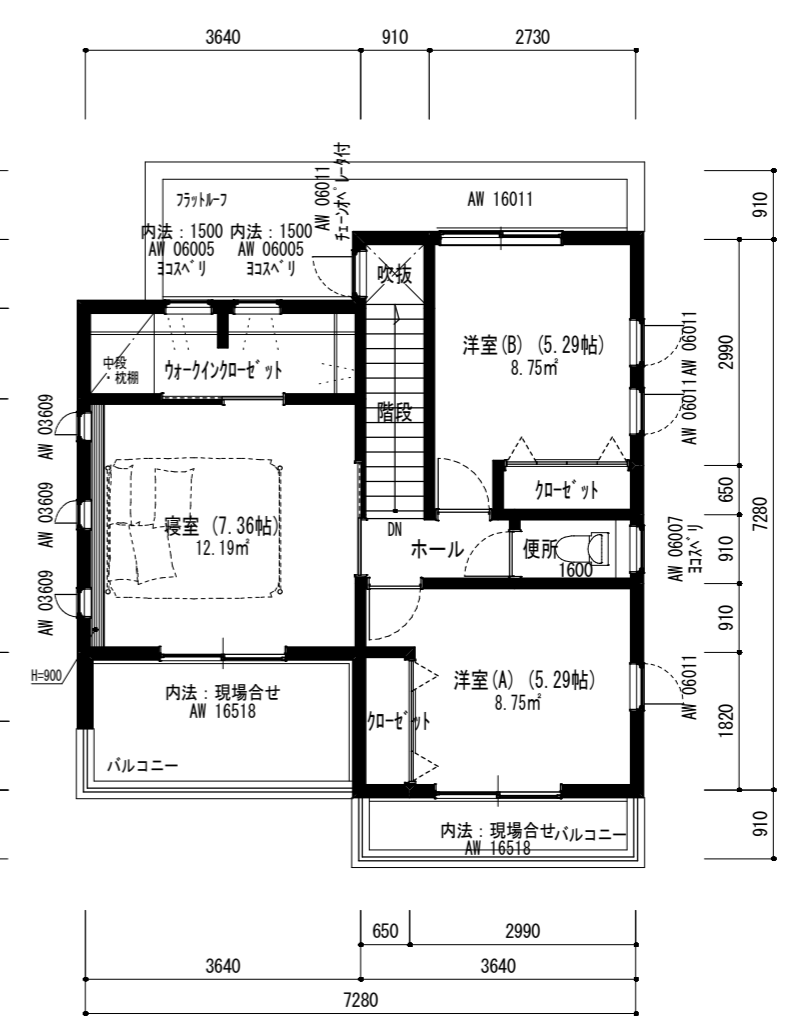 3640
910
2730
フラットルーフ
AW 06011
チェーンオペレータ付
AW 16011
910
内法：1500
AW 06005
ヨコスベリ
内法：1500
AW 06005
ヨコスベリ
吹抜
洋室(B) (5.29帖)
8.75㎡
AW 06011
2990
中段
・枕棚
ウォークインクローゼット
階段
AW 06011
AW 03609
AW 03609
AW 03609
寝室 (7.36帖)
12.19㎡
クローゼット
650
7280
DN
ホール
便所
1600
AW 06007
ヨコスベリ
910
910
H=900
内法：現場合せ
AW 16518
バルコニー
クローゼット
洋室(A) (5.29帖)
8.75㎡
AW 06011
1820
内法：現場合せ
AW 16518
バルコニー
910
650
2990
3640
3640
7280